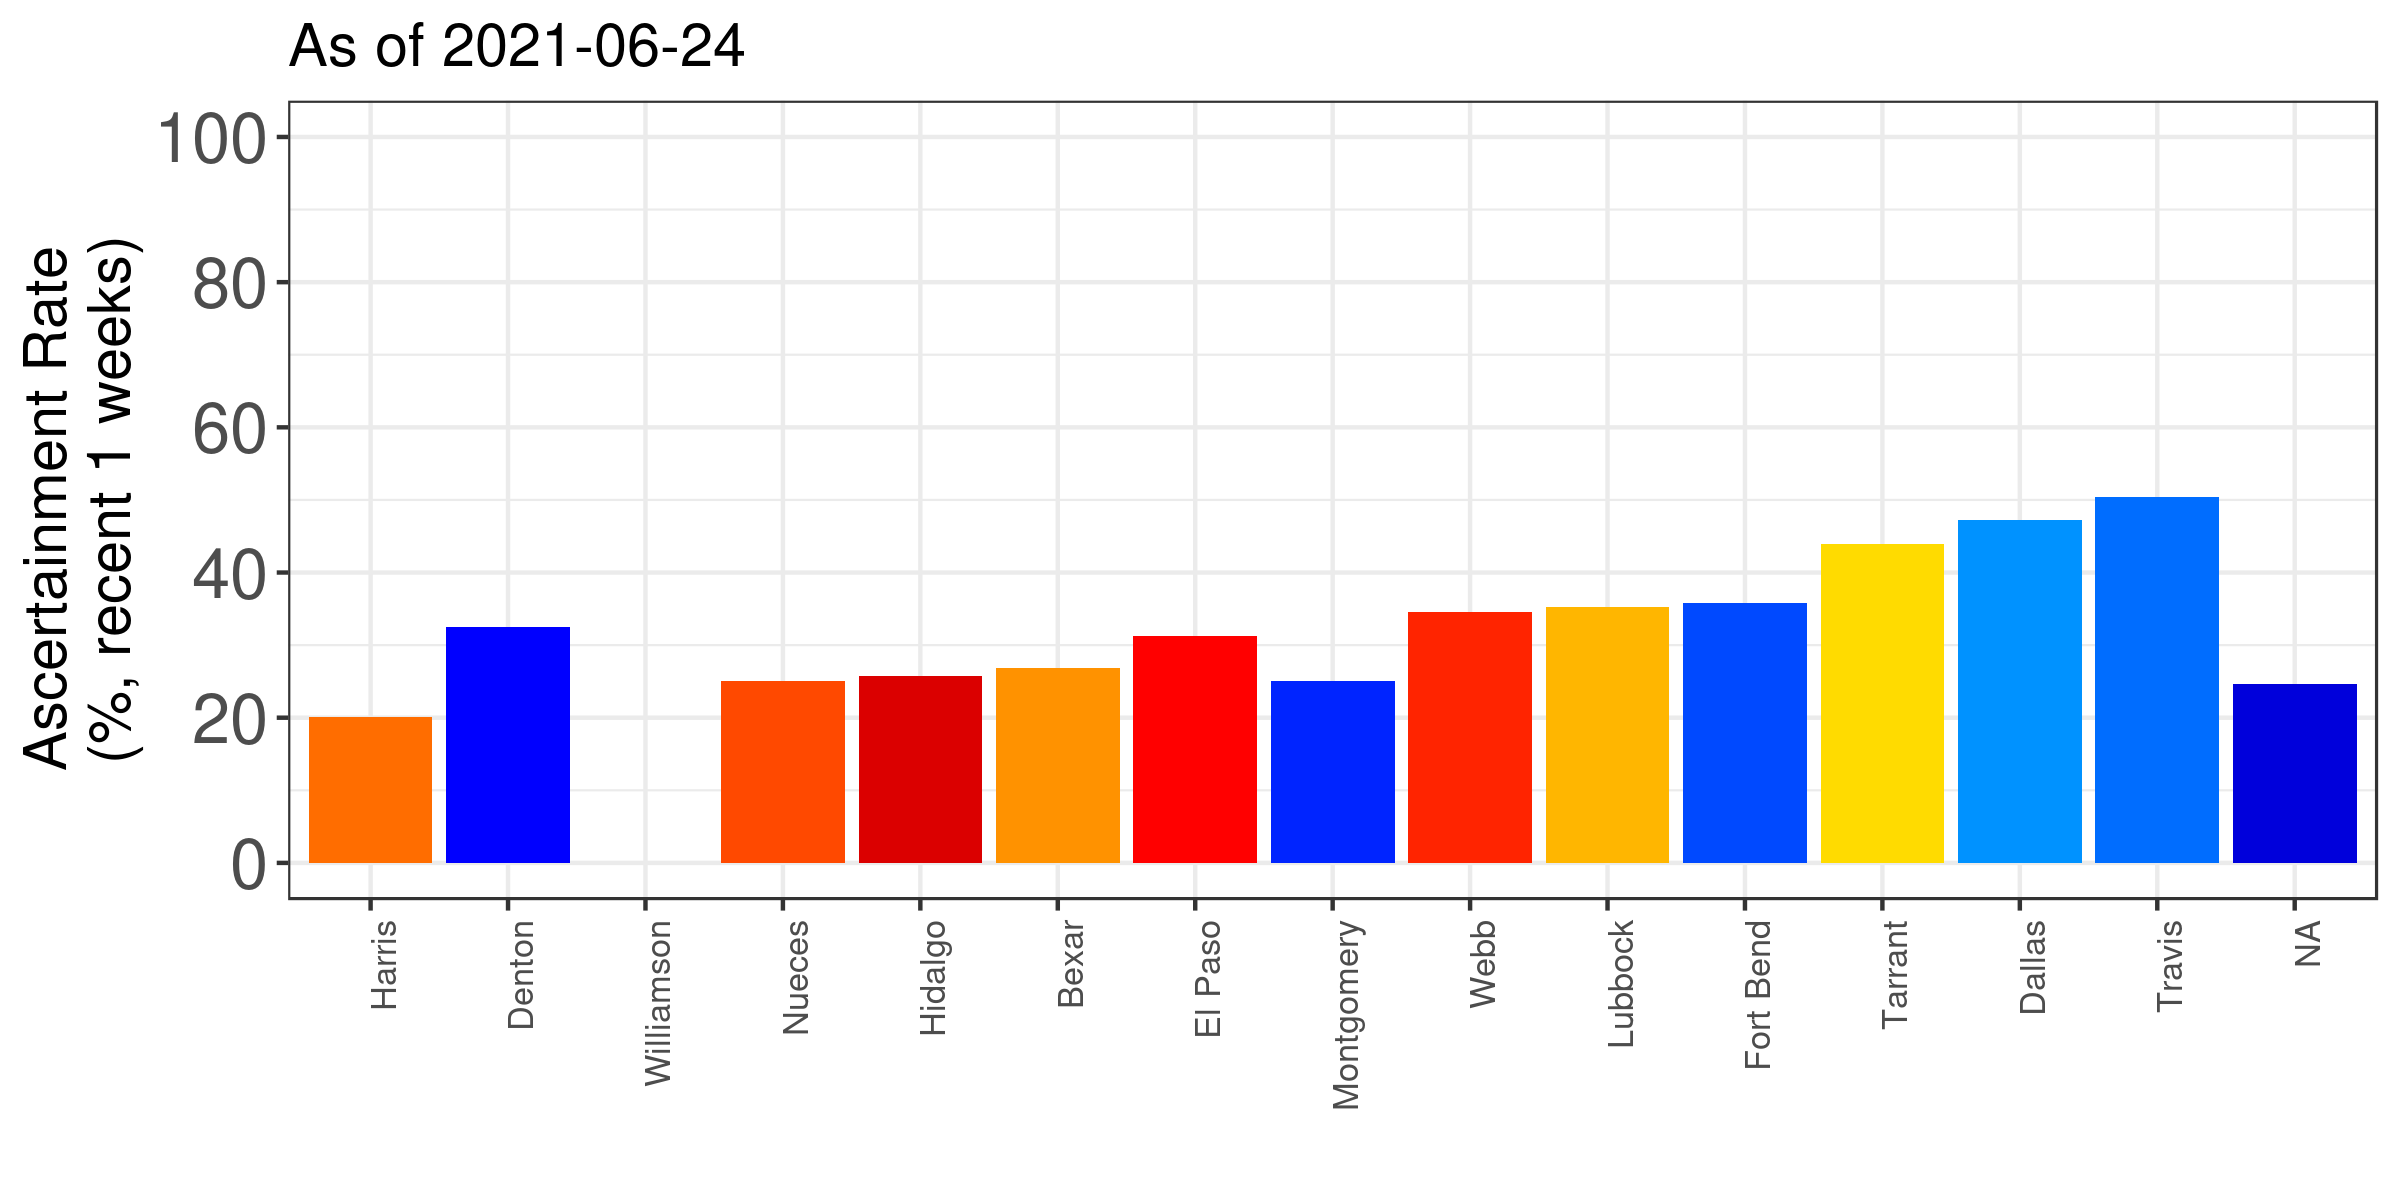 As of 2021-06-24
Ascertainment Rate
(%, recent 1 weeks)
100
80
60
40
20
0
Harris
Denton
Williamson
Nueces
Hidalgo
Bexar
El Paso
Montgomery
Webb
Lubbock
Fort Bend
Tarrant
Dallas
Travis
NA